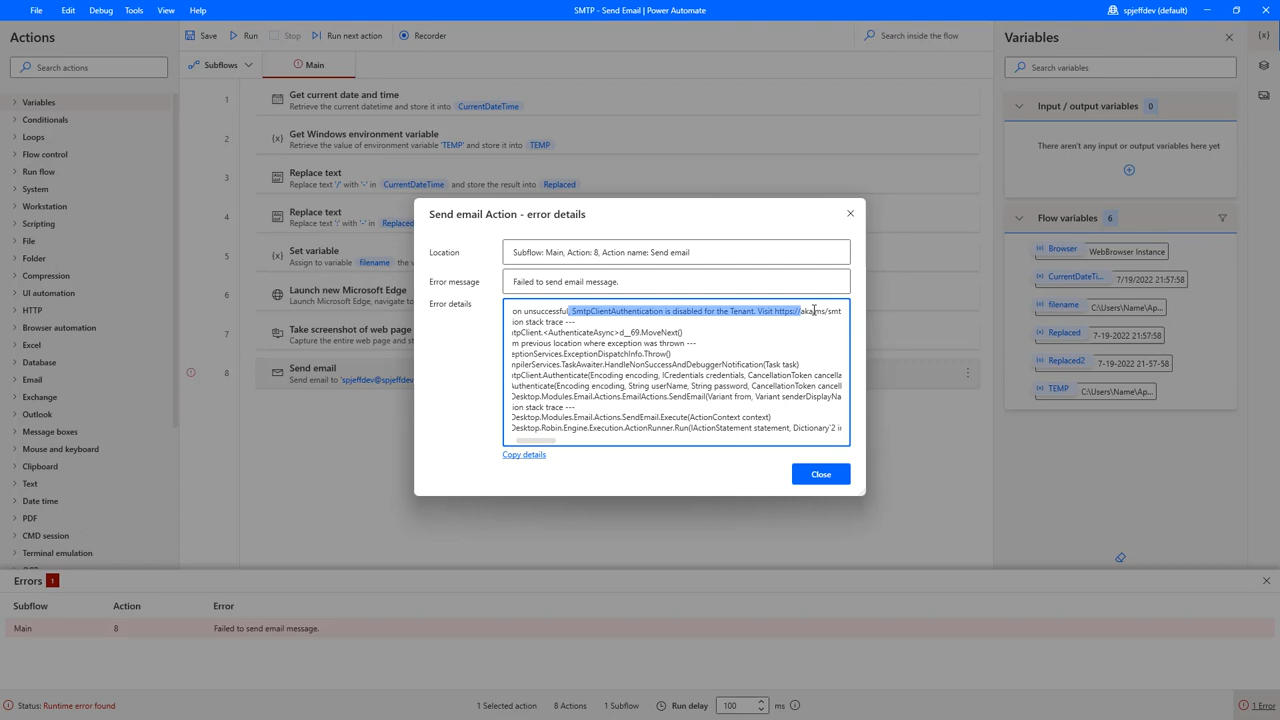 File Edit Debug Tools View Help
SMTP - Send Email | Power Automate
spjeffdev (default)
Actions
Search actions
Variables
Conditionals
Loops
Flow control
Run flow
System
Workstation
Scripting
File
Folder
Compression
UI automation
HTTP
Browser automation
Excel
Database
Email
Exchange
Outlook
Message boxes
Mouse and keyboard
Clipboard
Text
Date time
PDF
CMD session
Terminal emulation
Save Run Stop Run next action Recorder
Search inside the flow
Subflows Main
1 Get current date and time
Retrieve the current datetime and store it into CurrentDateTime
2 Get Windows environment variable
Retrieve the value of environment variable 'TEMP' and store it into TEMP
3 Replace text
Replace text '/' with '-' in CurrentDateTime and store the result into Replaced
4 Replace text
Replace text ':' with '-' in Replaced
5 Set variable
Assign to variable filename the
6 Launch new Microsoft Edge
Launch Microsoft Edge, navigate to
7 Take screenshot of web page
Capture the entire web page and st
8 Send email
Send email to 'spjeffdev@
Send email Action - error details
Location Subflow: Main, Action: 8, Action name: Send email
Error message Failed to send email message.
Error details
on unsuccessful, SmtpClientAuthentication is disabled for the Tenant. Visit https://aka.ms/smt
ion stack trace ---
tpClient.<AuthenticateAsync>d__69.MoveNext()
m previous location where exception was thrown ---
eptionServices.ExceptionDispatchInfo.Throw()
mpilerServices.TaskAwaiter.HandleNonSuccessAndDebuggerNotification(Task task)
tpClient.Authenticate(Encoding encoding, ICredentials credentials, CancellationToken cancella
Authenticate(Encoding encoding, String userName, String password, CancellationToken cancell
Desktop.Modules.Email.Actions.EmailActions.SendEmail(Variant from, Variant senderDisplayNa
ion stack trace ---
Desktop.Modules.Email.Actions.SendEmail.Execute(ActionContext context)
Desktop.Robin.Engine.Execution.ActionRunner.Run(IActionStatement statement, Dictionary`2 i
Copy details
Close
Variables
{x}
Search variables
Input / output variables 0
There aren't any input or output variables here yet
Flow variables 6
Browser WebBrowser Instance
CurrentDateTi... 7/19/2022 21:57:58
filename C:\Users\Name\Ap...
Replaced 7-19-2022 21:57:58
Replaced2 7-19-2022 21-57-58
TEMP C:\Users\Name\Ap...
Errors 1
Subflow Action Error
Main 8 Failed to send email message.
Status: Runtime error found
1 Selected action 8 Actions 1 Subflow Run delay 100 ms
1 Error